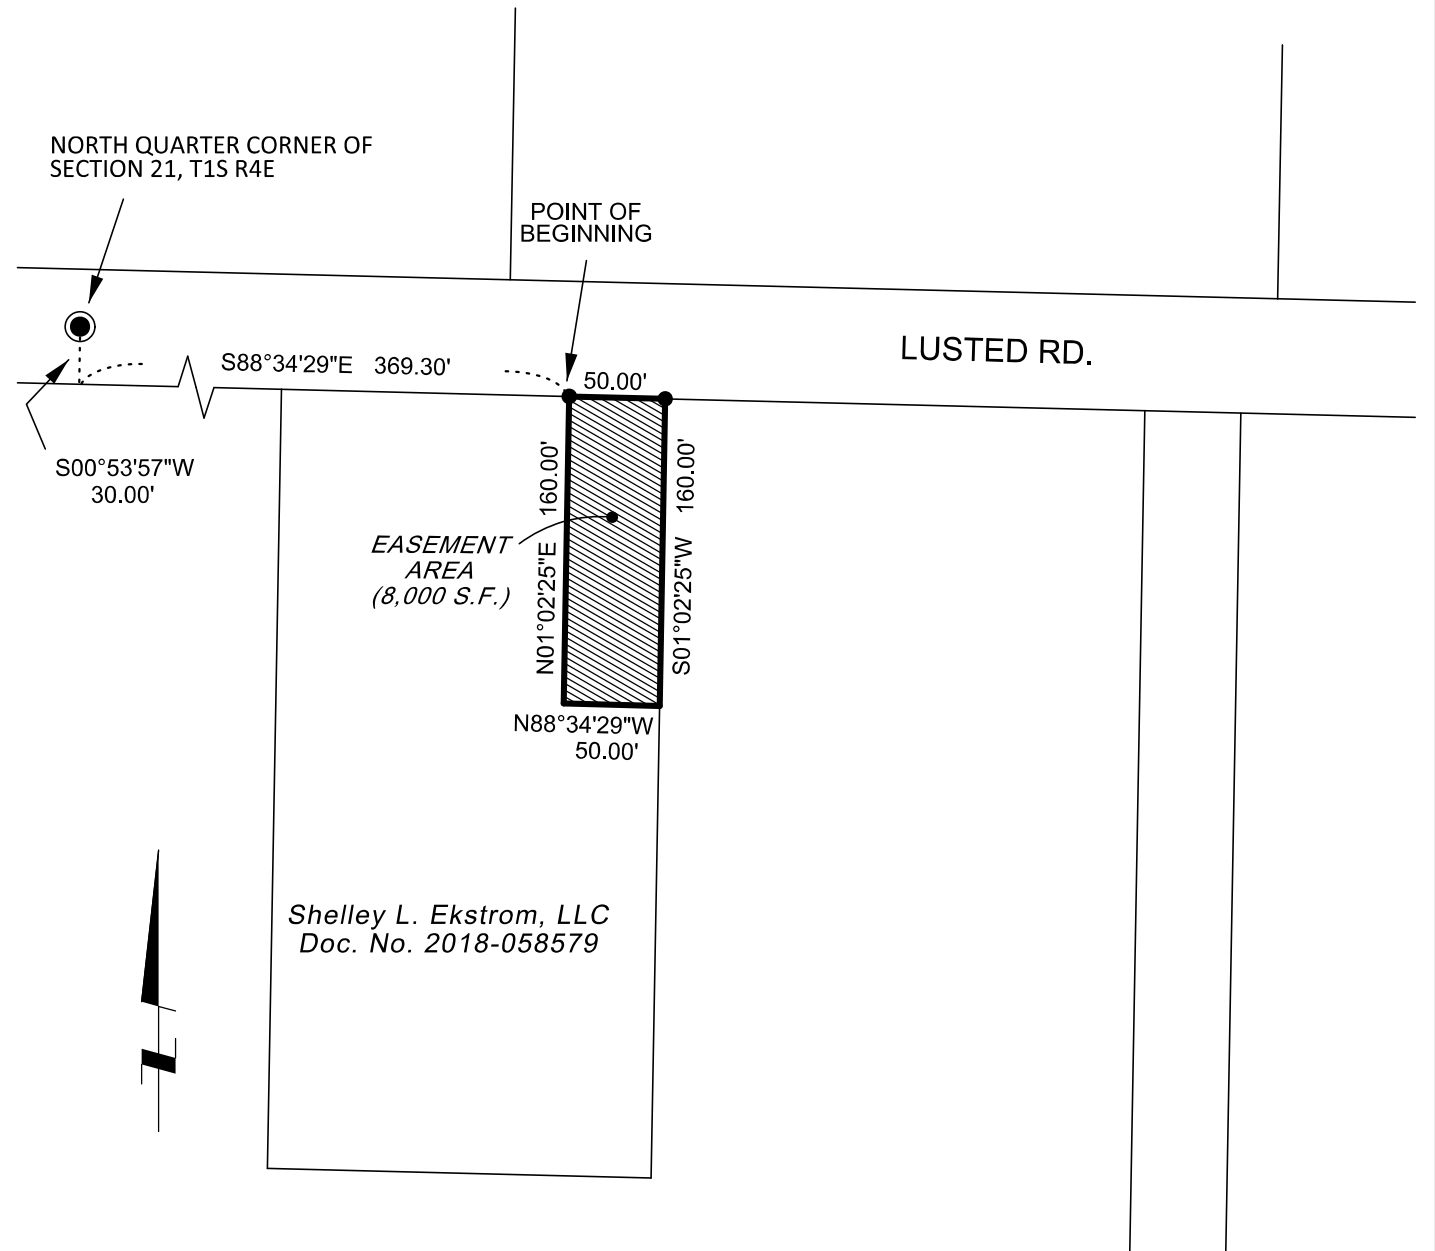 NORTH QUARTER CORNER OF
SECTION 21, T1S R4E
POINT OF
BEGINNING
LUSTED RD.
S88°34'29"E 369.30'
50.00'
S00°53'57"W
30.00'
N01°02'25"E 160.00'
S01°02'25"W 160.00'
EASEMENT
AREA
(8,000 S.F.)
N88°34'29"W
50.00'
Shelley L. Ekstrom, LLC
Doc. No. 2018-058579
Z